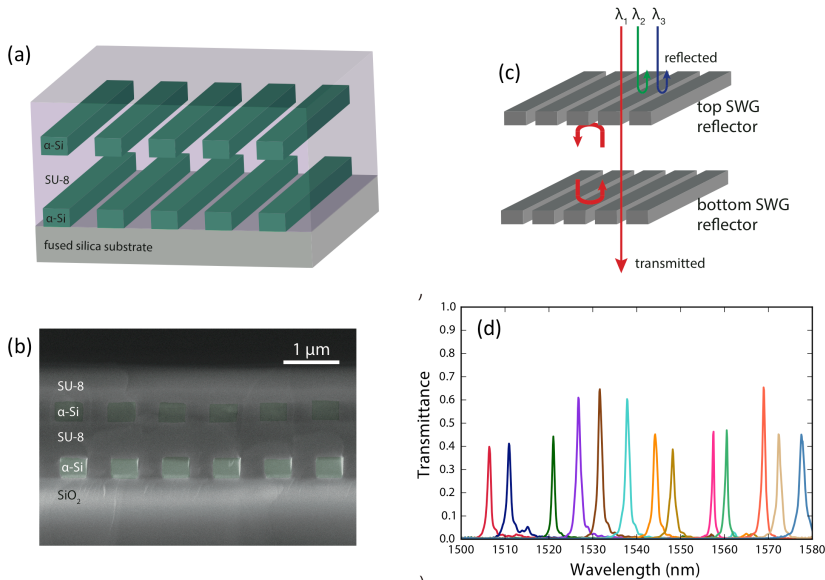 (a)
α-Si
SU-8
α-Si
fused silica substrate
(c)
λ1 λ2 λ3
reflected
top SWG
reflector
bottom SWG
reflector
transmitted
(b)
1 μm
SU-8
α-Si
SU-8
α-Si
SiO2
)
(d)
Transmittance
1.0
0.9
0.8
0.7
0.6
0.5
0.4
0.3
0.2
0.1
0.0
1500 1510 1520 1530 1540 1550 1560 1570 1580
Wavelength (nm)
)